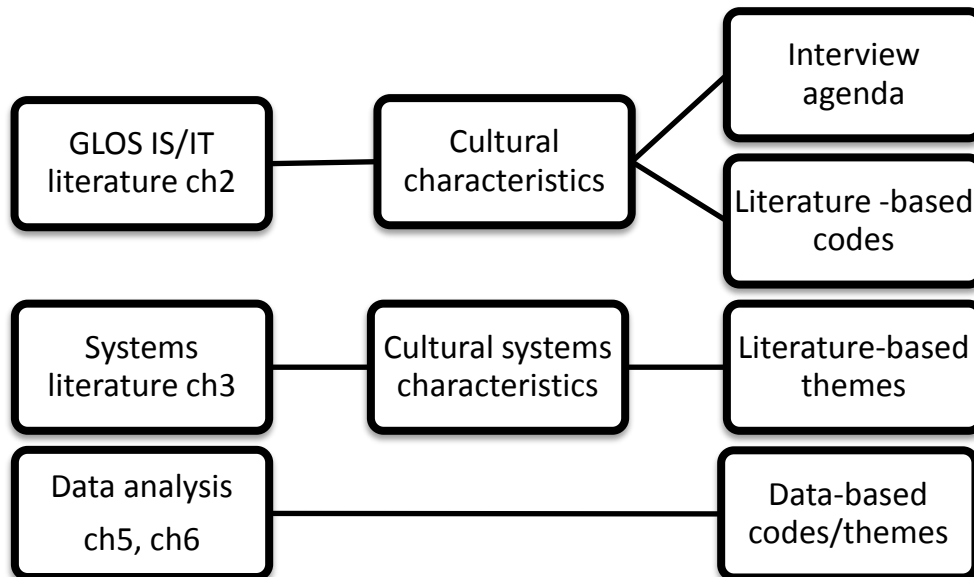 Interview
agenda
GLOS IS/IT
literature ch2
Cultural
characteristics
Literature -based
codes
Systems
literature ch3
Cultural systems
characteristics
Literature-based
themes
Data analysis
ch5, ch6
Data-based
codes/themes